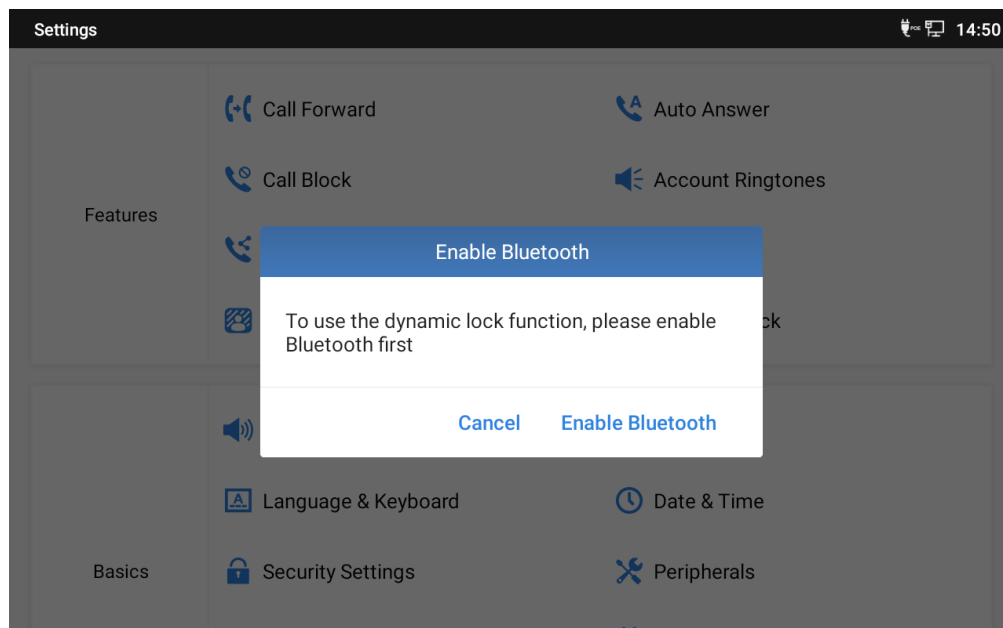 Settings
POE
14:50
Call Forward
Auto Answer
Call Block
Account Ringtones
Features
Enable Bluetooth
To use the dynamic lock function, please enable
Bluetooth first
ck
Cancel
Enable Bluetooth
Language & Keyboard
Date & Time
Basics
Security Settings
Peripherals